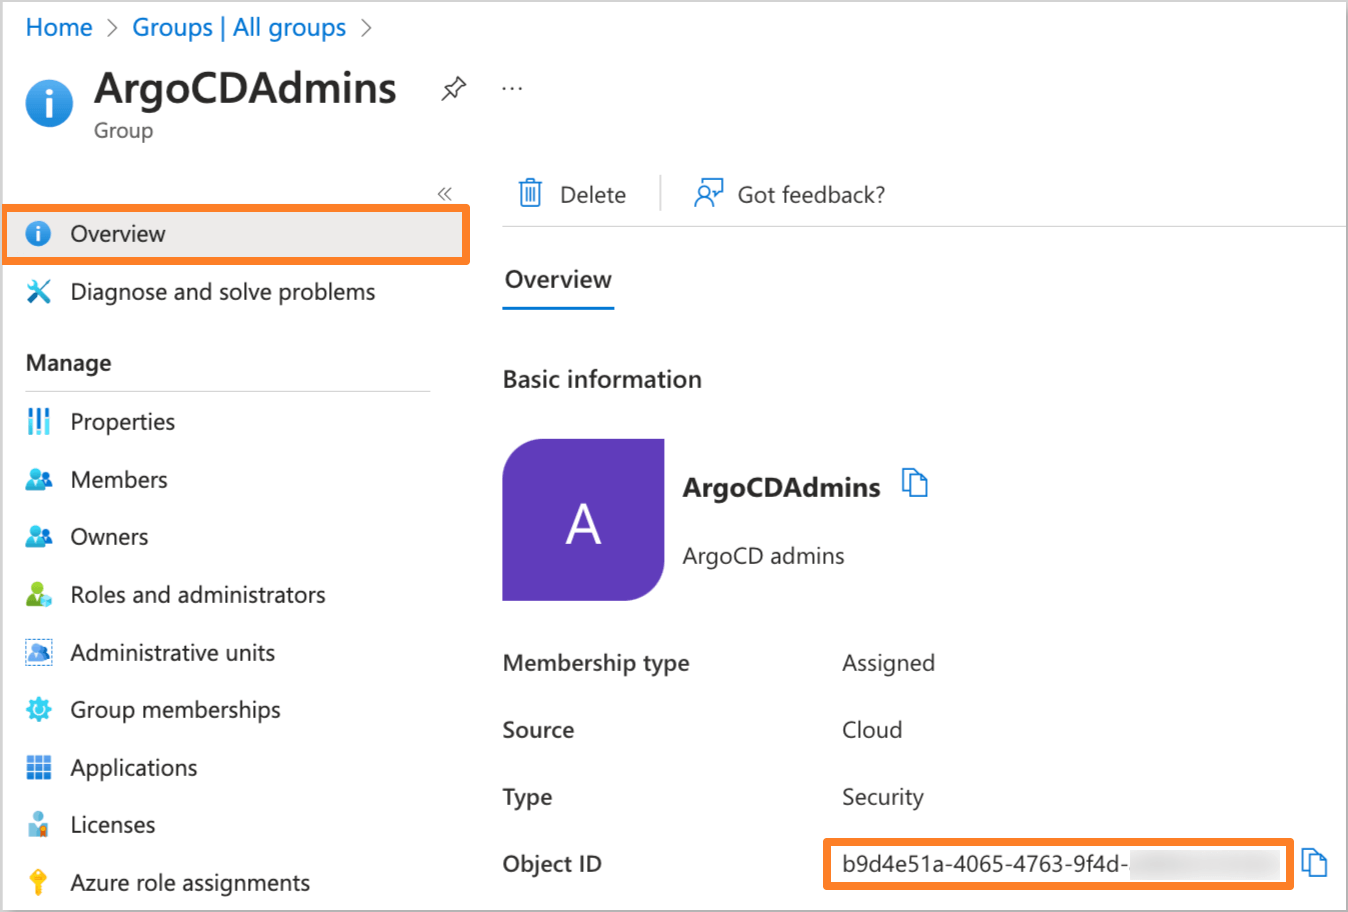 Home > Groups | All groups >
ArgoCDAdmins ...
Group
«
Delete | Got feedback?
Overview
Diagnose and solve problems
Manage
Properties
Members
Owners
Roles and administrators
Administrative units
Group memberships
Applications
Licenses
Azure role assignments
Overview
Basic information
A
ArgoCDAdmins
ArgoCD admins
Membership type Assigned
Source Cloud
Type Security
Object ID b9d4e51a-4065-4763-9f4d-